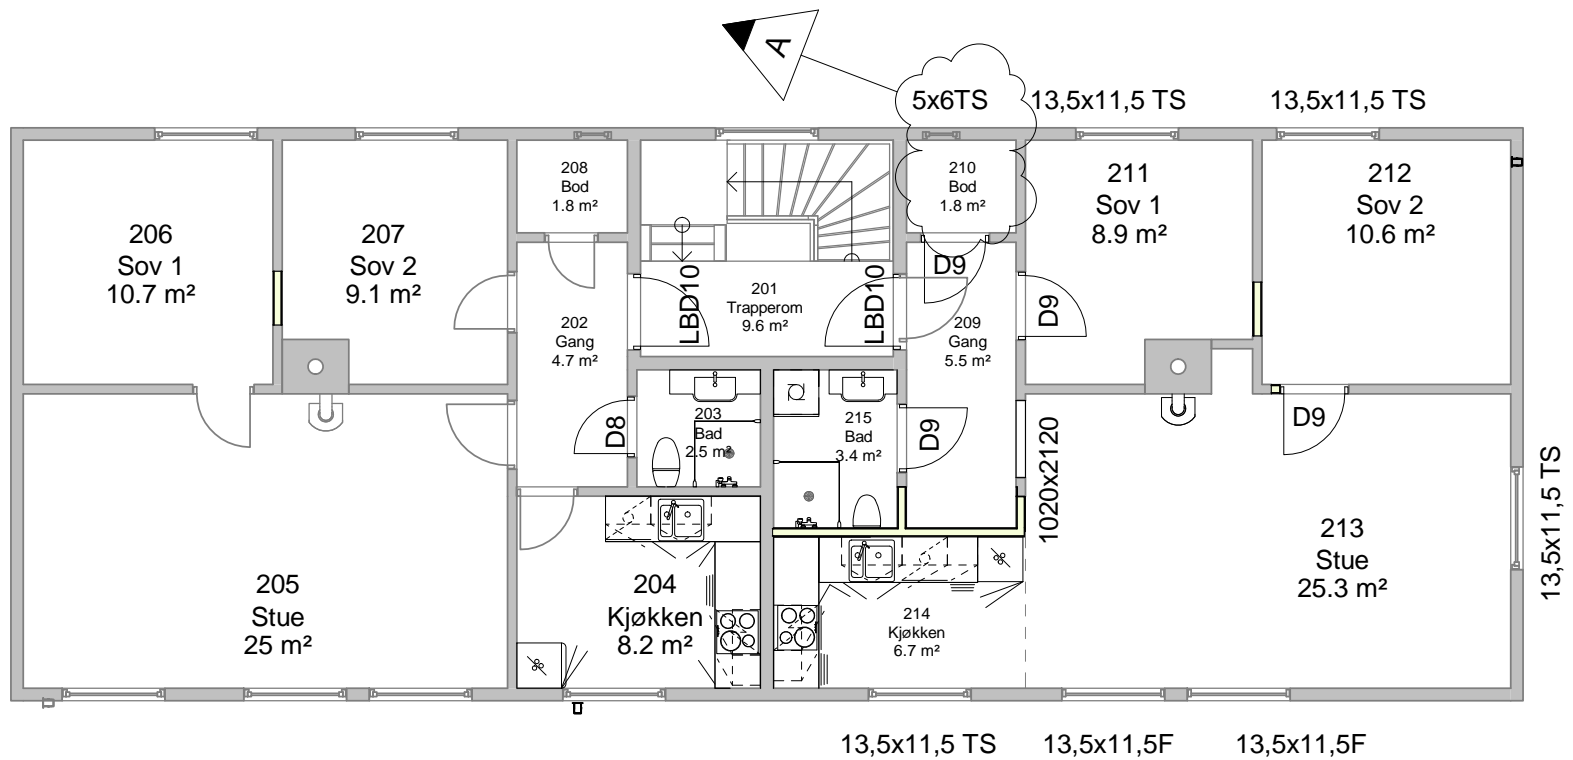 A
5x6TS
13,5x11,5 TS
13,5x11,5 TS
206
Sov 1
10.7 m²
207
Sov 2
9.1 m²
208
Bod
1.8 m²
210
Bod
1.8 m²
211
Sov 1
8.9 m²
212
Sov 2
10.6 m²
202
Gang
4.7 m²
LBD10
201
Trapperom
9.6 m²
LBD10
D9
209
Gang
5.5 m²
D9
D8
203
Bad
2.5 m²
215
Bad
3.4 m²
D9
D9
1020x2120
13,5x11,5 TS
205
Stue
25 m²
204
Kjøkken
8.2 m²
214
Kjøkken
6.7 m²
213
Stue
25.3 m²
13,5x11,5 TS
13,5x11,5F
13,5x11,5F